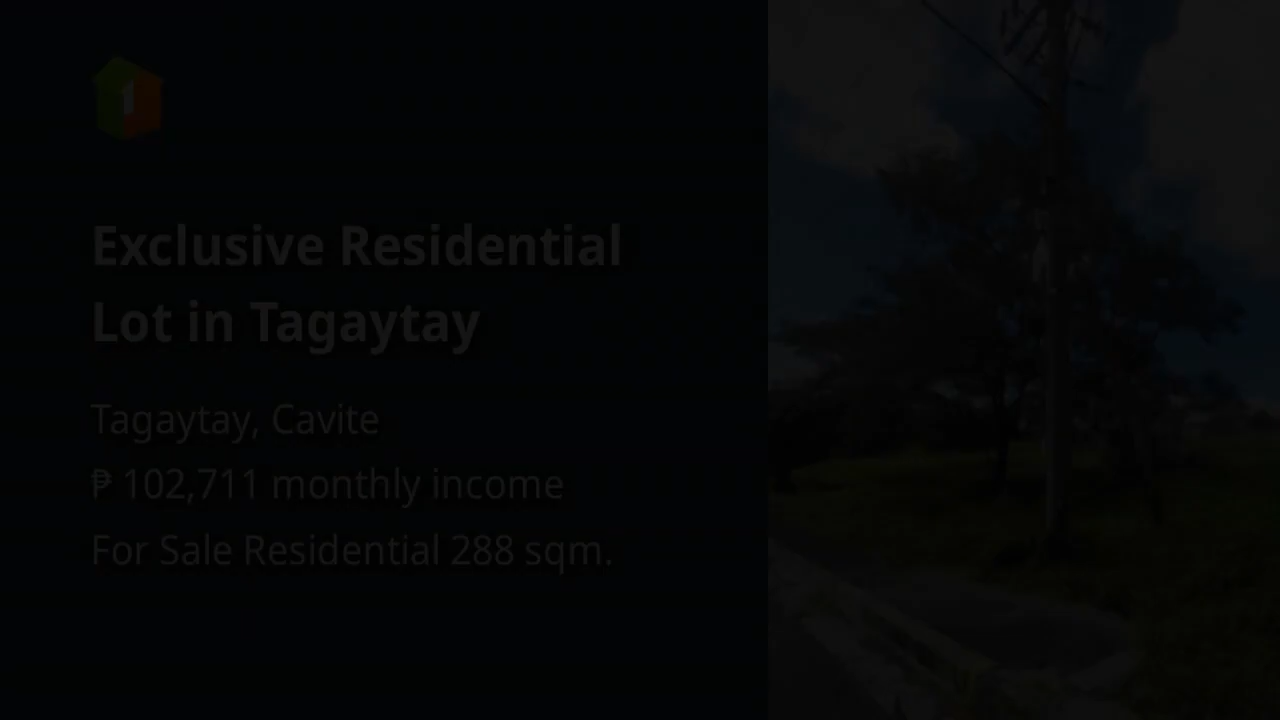 Exclusive Residential
Lot in Tagaytay
Tagaytay, Cavite
₱ 102,711 monthly income
For Sale Residential 288 sqm.